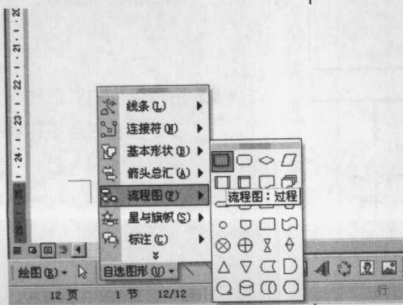 线条(L)
连接符(N)
基本形状(B)
箭头总汇(A)
流程图(F)
流程图：过程
星与旗帜(S)
标注(C)
绘图(R)
自选图形(U)
12 页 1 节 12/12 行